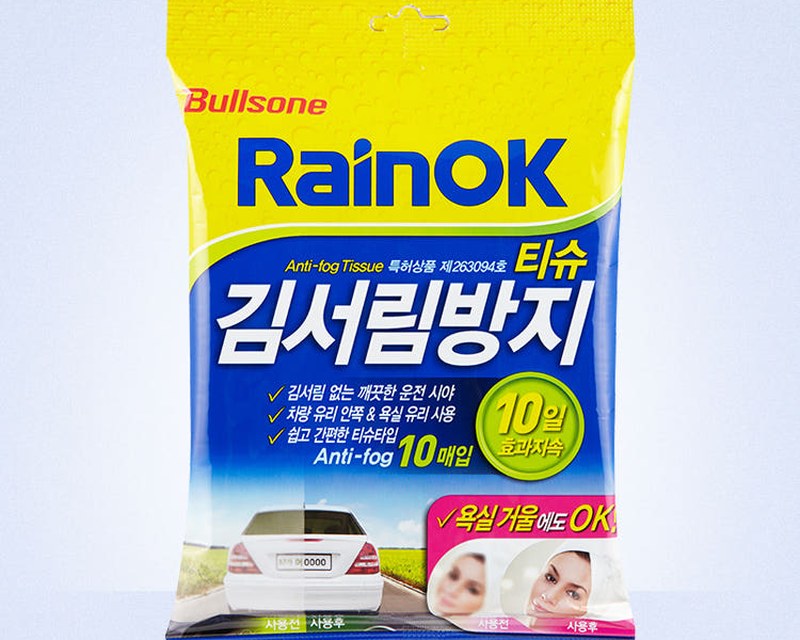 Bullsone
RainOK
Anti-fog Tissue 특허상품 제263094호 티슈
김서림방지
✓ 김서림 없는 깨끗한 운전 시야
✓ 차량 유리 안쪽 & 욕실 유리 사용
✓ 쉽고 간편한 티슈타입
Anti-fog 10매입
10일
효과지속
✓욕실 거울에도 OK!
0000
사용전 사용후
사용전 사용후